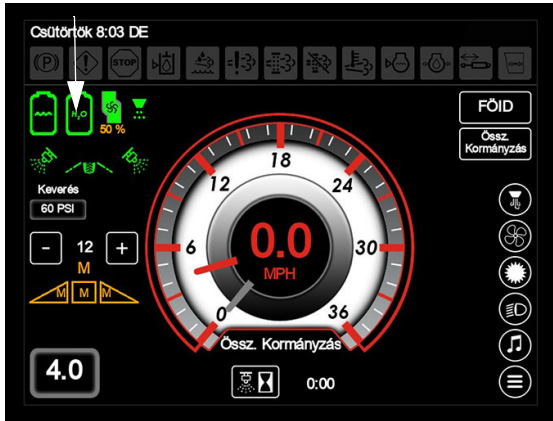 Csütörtök 8:03 DE
(P)
STOP
H₂O
50 %
FÖlD
Össz.
Kormányzás
Keverés
60 PSI
- 12 +
M
M M M
0
6
12
18
24
30
36
0.0
MPH
Össz. Kormányzás
4.0
0:00